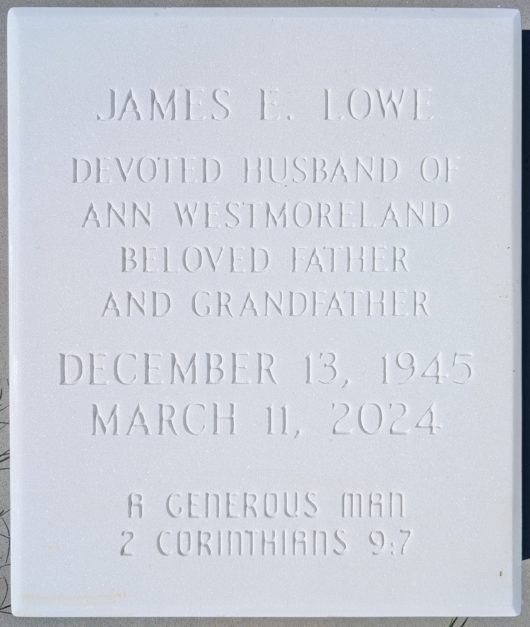 JAMES E. LOWE
DEVOTED HUSBAND OF
ANN WESTMORELAND
BELOVED FATHER
AND GRANDFATHER
DECEMBER 13, 1945
MARCH 11, 2024
A GENEROUS MAN
2 CORINTHIANS 9:7